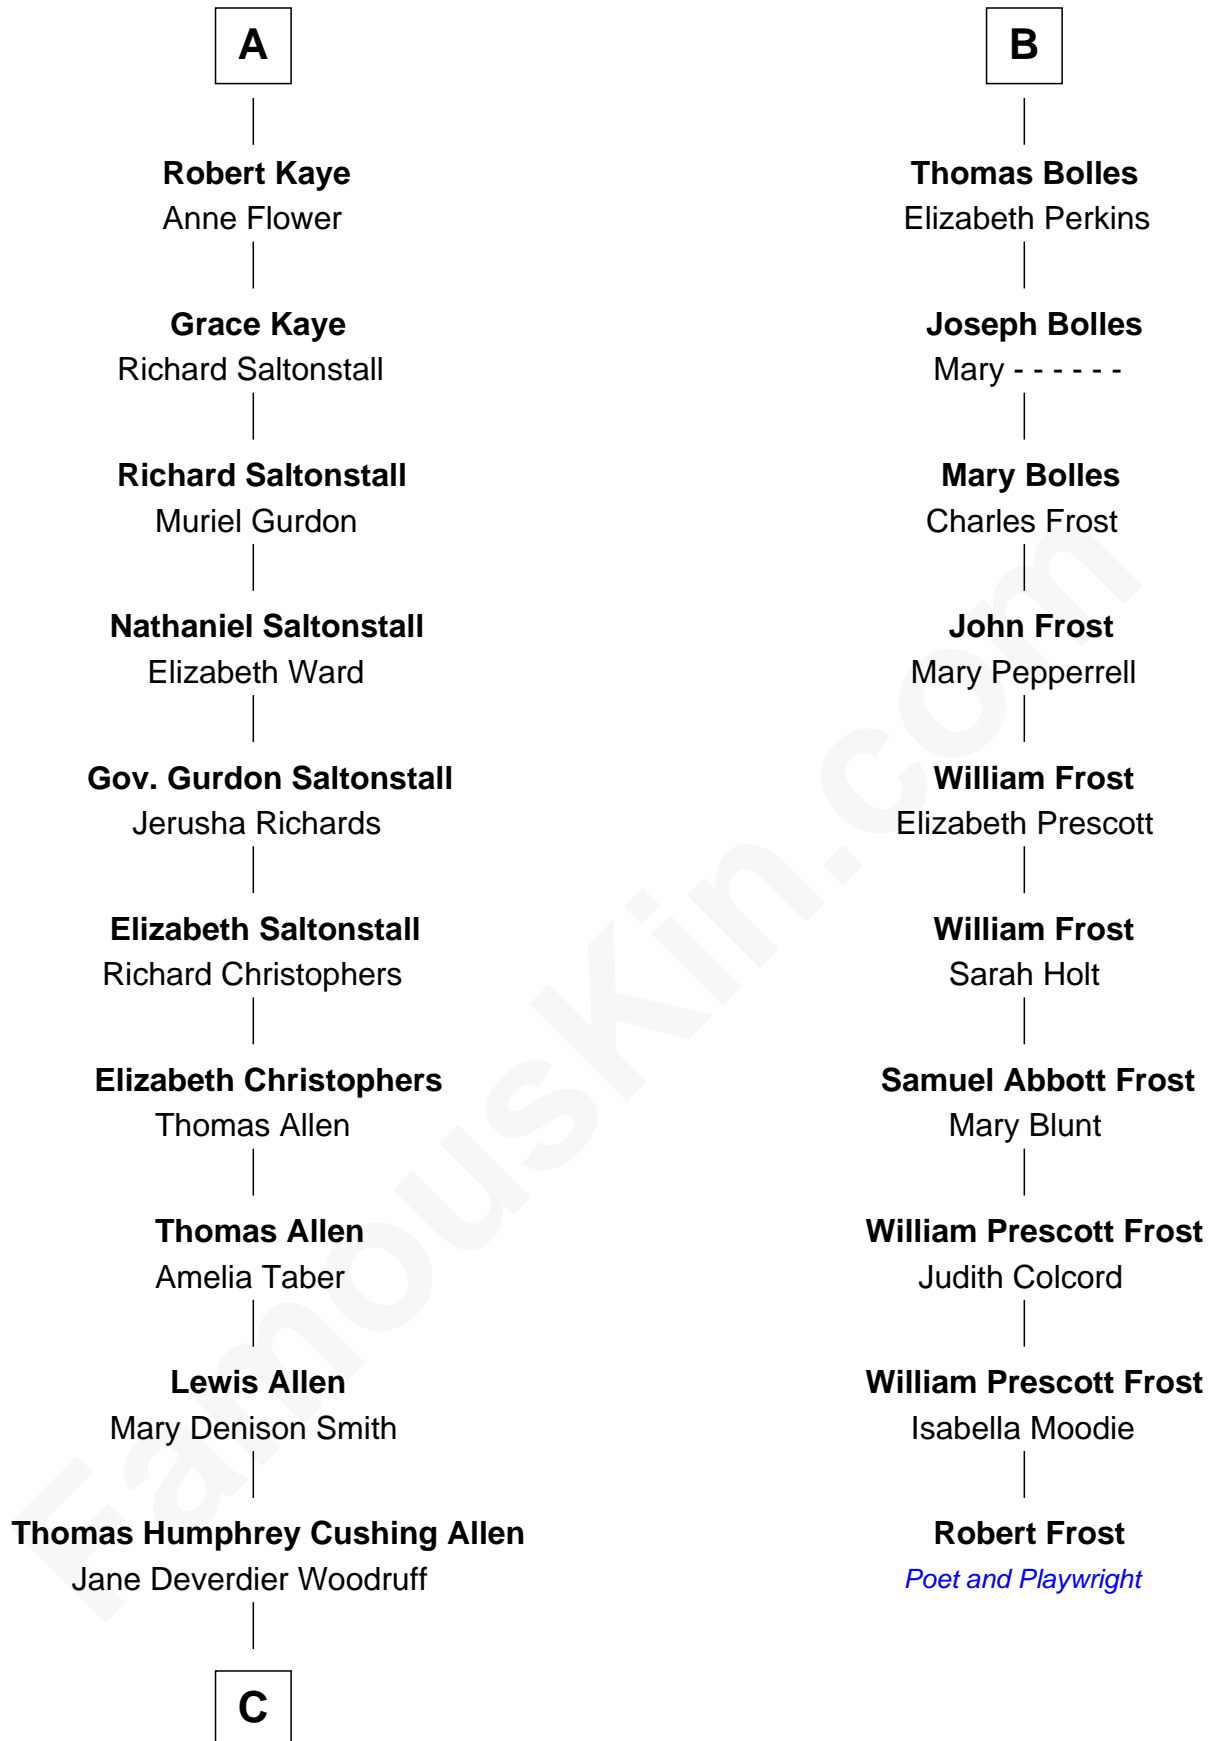 A
Robert Kaye
Anne Flower
Grace Kaye
Richard Saltonstall
Richard Saltonstall
Muriel Gurdon
Nathaniel Saltonstall
Elizabeth Ward
Gov. Gurdon Saltonstall
Jerusha Richards
Elizabeth Saltonstall
Richard Christophers
Elizabeth Christophers
Thomas Allen
Thomas Allen
Amelia Taber
Lewis Allen
Mary Denison Smith
Thomas Humphrey Cushing Allen
Jane Deverdier Woodruff
C
B
Thomas Bolles
Elizabeth Perkins
Joseph Bolles
Mary - - - - - -
Mary Bolles
Charles Frost
John Frost
Mary Pepperrell
William Frost
Elizabeth Prescott
William Frost
Sarah Holt
Samuel Abbott Frost
Mary Blunt
William Prescott Frost
Judith Colcord
William Prescott Frost
Isabella Moodie
Robert Frost
Poet and Playwright
FamousKin.com